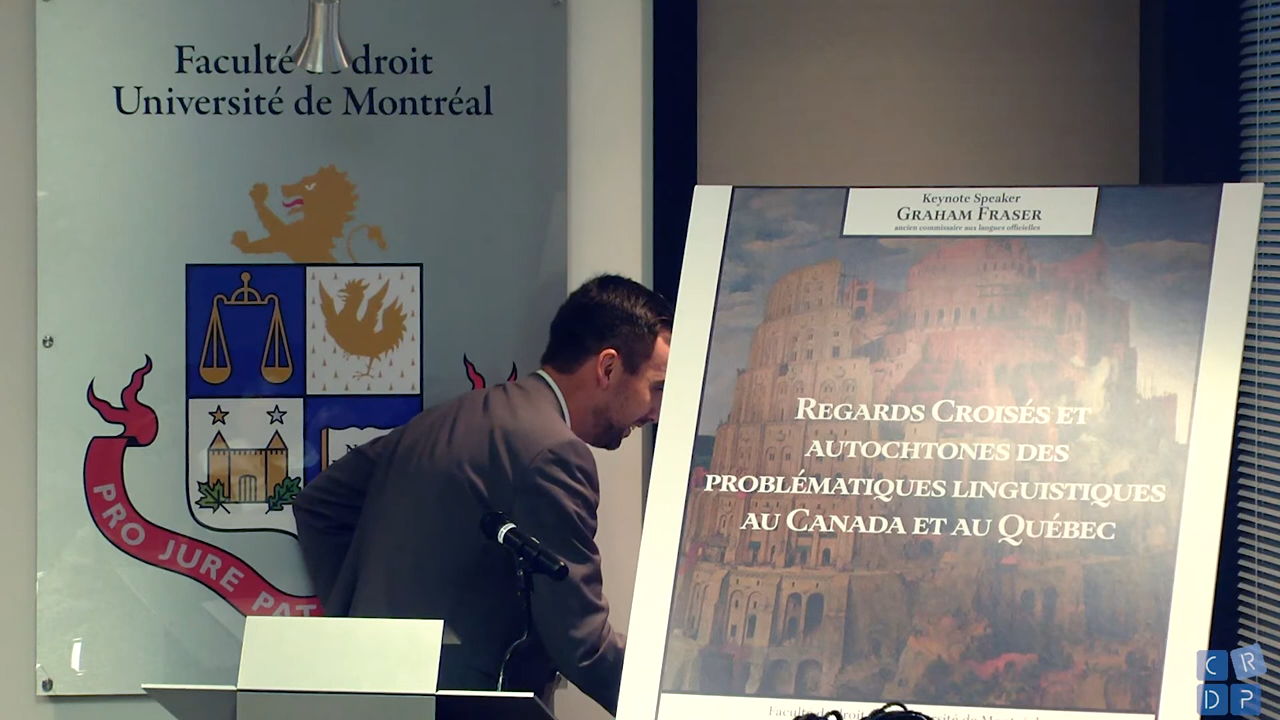 Faculté de droit
Université de Montréal
PRO JURE
Keynote Speaker
GRAHAM FRASER
ancien commissaire aux langues officielles
REGARDS CROISÉS ET
AUTOCHTONES DES
PROBLÉMATIQUES LINGUISTIQUES
AU CANADA ET AU QUÉBEC
C R
D P